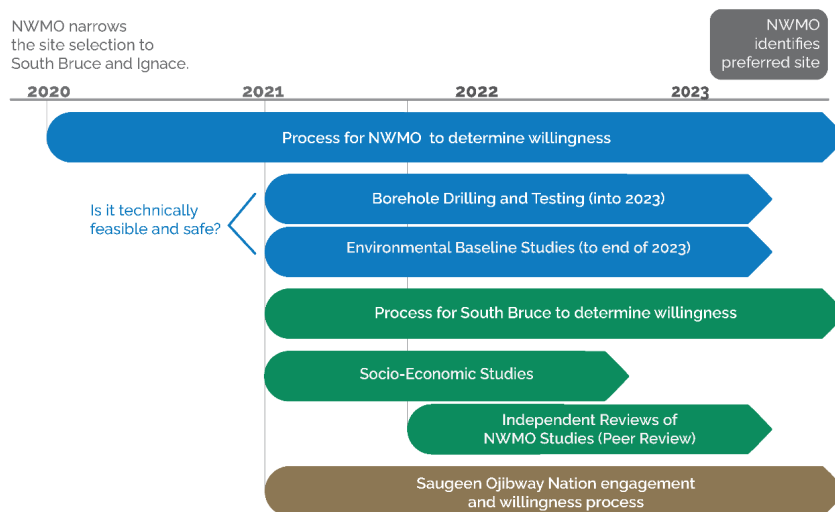 NWMO narrows
the site selection to
South Bruce and Ignace.
NWMO
identifies
preferred site
2020
2021
2022
2023
Process for NWMO to determine willingness
Is it technically
feasible and safe?
Borehole Drilling and Testing (into 2023)
Environmental Baseline Studies (to end of 2023)
Process for South Bruce to determine willingness
Socio-Economic Studies
Independent Reviews of
NWMO Studies (Peer Review)
Saugeen Ojibway Nation engagement
and willingness process